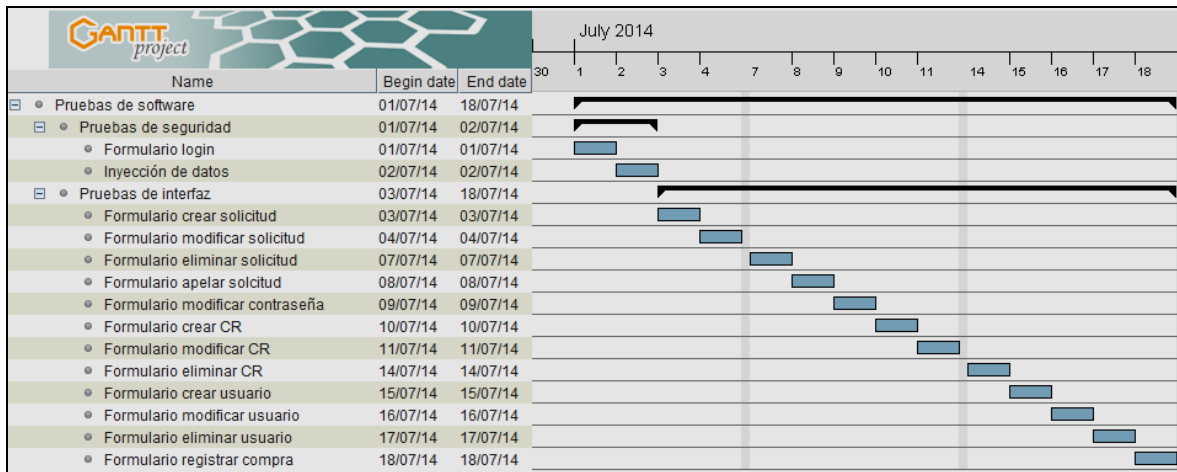 GANTT
project
July 2014
30 1 2 3 4 7 8 9 10 11 14 15 16 17 18
Name Begin date End date
Pruebas de software 01/07/14 18/07/14
Pruebas de seguridad 01/07/14 02/07/14
Formulario login 01/07/14 01/07/14
Inyección de datos 02/07/14 02/07/14
Pruebas de interfaz 03/07/14 18/07/14
Formulario crear solicitud 03/07/14 03/07/14
Formulario modificar solicitud 04/07/14 04/07/14
Formulario eliminar solicitud 07/07/14 07/07/14
Formulario apelar solcitud 08/07/14 08/07/14
Formulario modificar contraseña 09/07/14 09/07/14
Formulario crear CR 10/07/14 10/07/14
Formulario modificar CR 11/07/14 11/07/14
Formulario eliminar CR 14/07/14 14/07/14
Formulario crear usuario 15/07/14 15/07/14
Formulario modificar usuario 16/07/14 16/07/14
Formulario eliminar usuario 17/07/14 17/07/14
Formulario registrar compra 18/07/14 18/07/14